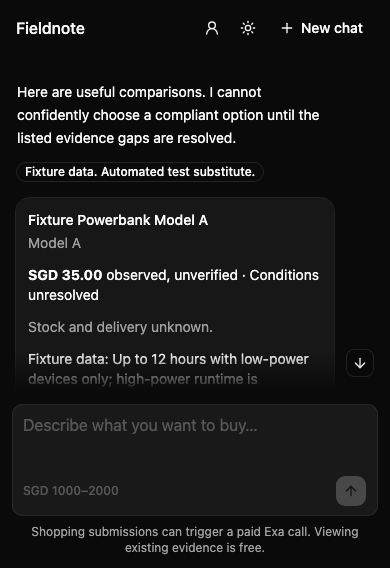 Fieldnote
New chat
Here are useful comparisons. I cannot
confidently choose a compliant option until the
listed evidence gaps are resolved.
Fixture data. Automated test substitute.
Fixture Powerbank Model A
Model A
SGD 35.00 observed, unverified · Conditions
unresolved
Stock and delivery unknown.
Fixture data: Up to 12 hours with low-power
devices only; high-power runtime is
Describe what you want to buy...
SGD 1000–2000
Shopping submissions can trigger a paid Exa call. Viewing
existing evidence is free.